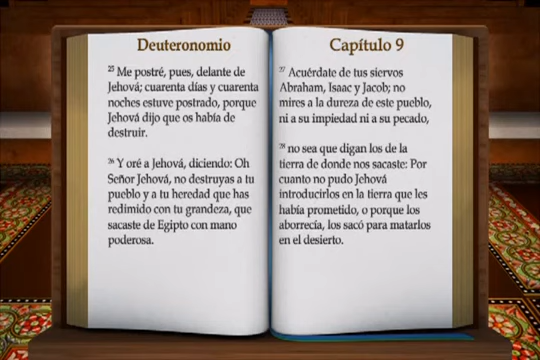 Deuteronomio
25 Me postré, pues, delante de
Jehová; cuarenta días y cuarenta
noches estuve postrado, porque
Jehová dijo que os había de
destruir.
26 Y oré a Jehová, diciendo: Oh
Señor Jehová, no destruyas a tu
pueblo y a tu heredad que has
redimido con tu grandeza, que
sacaste de Egipto con mano
poderosa.
Capítulo 9
27 Acuérdate de tus siervos
Abraham, Isaac y Jacob; no
mires a la dureza de este pueblo,
ni a su impiedad ni a su pecado,
28 no sea que digan los de la
tierra de donde nos sacaste: Por
cuanto no pudo Jehová
introducirlos en la tierra que les
había prometido, o porque los
aborrecía, los sacó para matarlos
en el desierto.